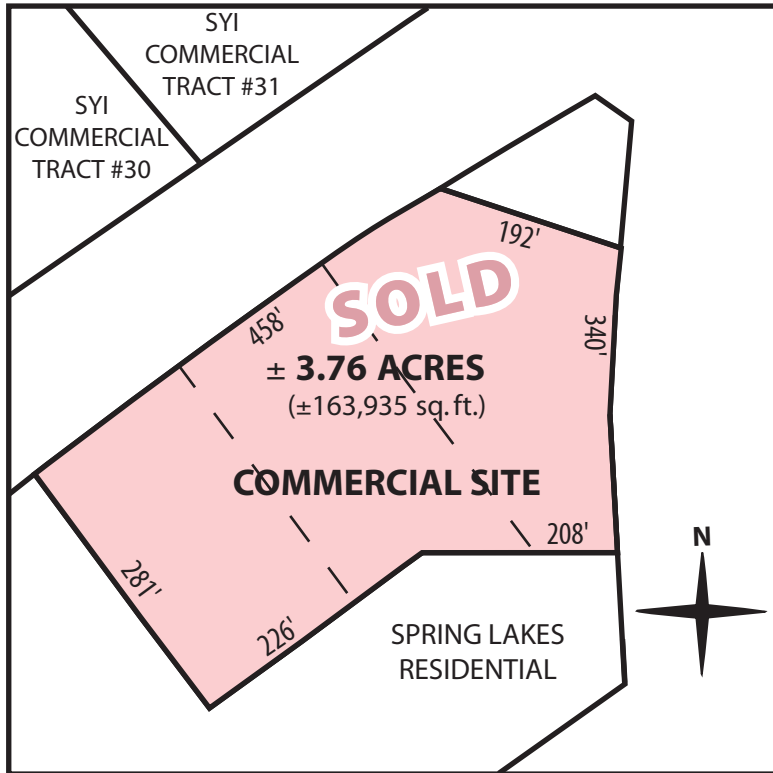 SYI
COMMERCIAL
TRACT #31
SYI
COMMERCIAL
TRACT #30
192'
SOLD
458'
340'
± 3.76 ACRES
(±163,935 sq. ft.)
COMMERCIAL SITE
208'
N
281'
226'
SPRING LAKES
RESIDENTIAL